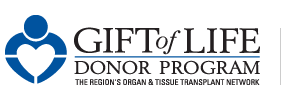 GIFT of LIFE
DONOR PROGRAM
THE REGION'S ORGAN & TISSUE TRANSPLANT NETWORK